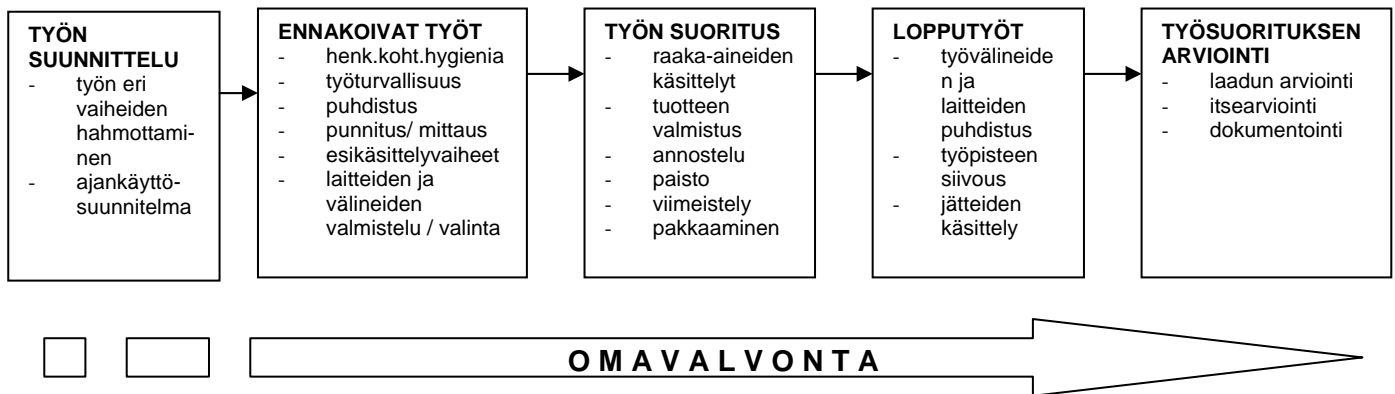 TYÖN
SUUNNITTELU
- työn eri
vaiheiden
hahmottami-
nen
- ajankäyttö-
suunnitelma
ENNAKOIVAT TYÖT
- henk.koht.hygienia
- työturvallisuus
- puhdistus
- punnitus/ mittaus
- esikäsittelyvaiheet
- laitteiden ja
välineiden
valmistelu / valinta
TYÖN SUORITUS
- raaka-aineiden
käsittelyt
- tuotteen
valmistus
- annostelu
- paisto
- viimeistely
- pakkaaminen
LOPPUTYÖT
- työvälineide
n ja
laitteiden
puhdistus
- työpisteen
siivous
- jätteiden
käsittely
TYÖSUORITUKSEN
ARVIOINTI
- laadun arviointi
- itsearviointi
- dokumentointi
O M A V A L V O N T A